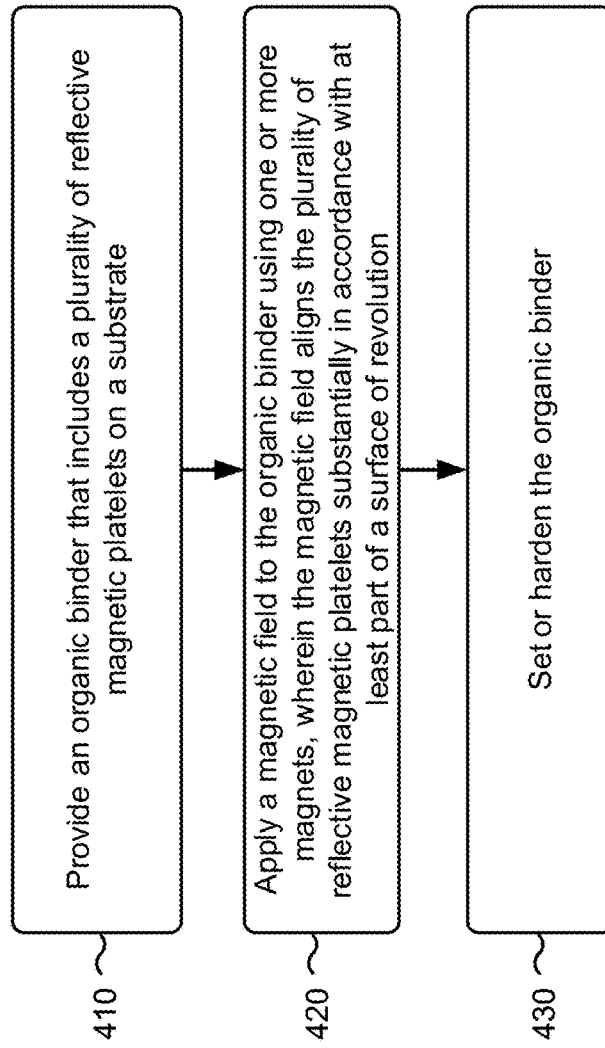 410
Provide an organic binder that includes a plurality of reflective
magnetic platelets on a substrate
420
Apply a magnetic field to the organic binder using one or more
magnets, wherein the magnetic field aligns the plurality of
reflective magnetic platelets substantially in accordance with at
least part of a surface of revolution
430
Set or harden the organic binder